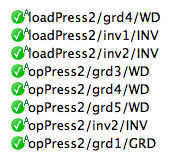 A loadPress2/grd4/WD
A loadPress2/inv1/INV
A loadPress2/inv2/INV
A opPress2/grd3/WD
A opPress2/grd4/WD
A opPress2/grd5/WD
A opPress2/inv2/INV
A opPress2/grd1/GRD